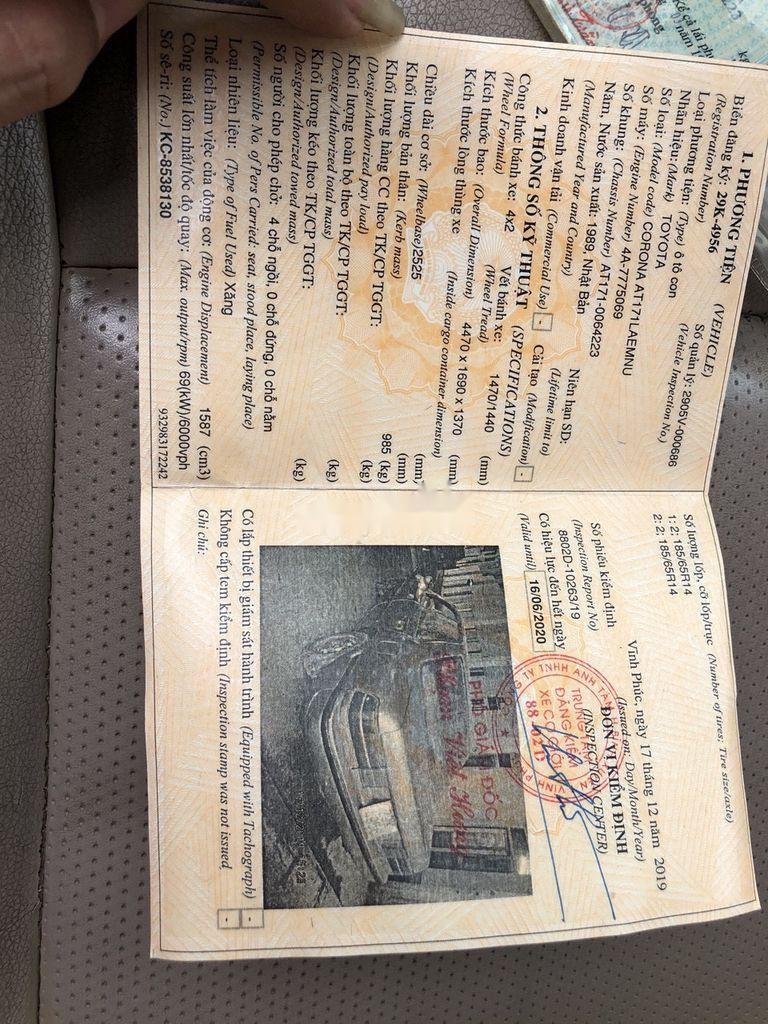 1. PHƯƠNG TIỆN (VEHICLE)
Biển đăng ký: 29K-4956 Số quản lý: 2905V-000686
(Registration Number) (Vehicle Inspection No.)
Loại phương tiện: (Type) ô tô con
Nhãn hiệu: (Mark) TOYOTA
Số loại: (Model code) CORONA AT171LAEMNU
Số máy: (Engine Number) 4A-7775069
Số khung: (Chassis Number) AT171-0064223
Năm, Nước sản xuất: 1989, Nhật Bản Niên hạn SD:
(Manufactured Year and Country) (Lifetime limit to)
Kinh doanh vận tải (Commercial Use) - Cải tạo (Modification) -
2. THÔNG SỐ KỸ THUẬT (SPECIFICATIONS)
Công thức bánh xe: 4x2 Vết bánh xe: 1470/1440 (mm)
(Wheel Formula) (Wheel Tread)
Kích thước bao: (Overall Dimension) 4470 x 1690 x 1370 (mm)
Kích thước lòng thùng xe (Inside cargo container dimension)
(mm)
Chiều dài cơ sở: (Wheelbase) 2525 (mm)
Khối lượng bản thân: (Kerb mass) 985 (kg)
Khối lượng hàng CC theo TK/CP TGGT: (kg)
(Design/Authorized pay load)
Khối lượng toàn bộ theo TK/CP TGGT: (kg)
(Design/Authorized total mass)
Khối lượng kéo theo TK/CP TGGT: (kg)
(Design/Authorized towed mass)
Số người cho phép chở: 4 chỗ ngồi, 0 chỗ đứng, 0 chỗ nằm
(Permissible No. of Pers Carried: seat, stood place, laying place)
Loại nhiên liệu: (Type of Fuel Used) Xăng
Thể tích làm việc của động cơ: (Engine Displacement) 1587 (cm3)
Công suất lớn nhất/tốc độ quay: (Max. output/rpm) 69(kW)/6000vph
Số sê-ri: (No.) KC-8538130 932983172242
Số lượng lốp, cỡ lốp/trục (Number of tires; Tire size/axle)
1: 2: 185/65R14
2: 2: 185/65R14
Vĩnh Phúc, ngày 17 tháng 12 năm 2019
(Issued on: Day/Month/Year)
Số phiếu kiểm định ĐƠN VỊ KIỂM ĐỊNH
(Inspection Report No) (INSPECTION CENTER)
8802D-10263/19
Có hiệu lực đến hết ngày
(Valid until) 16/06/2020
TRUNG TÂM
ĐĂNG KIỂM
XE CƠ GIỚI
88 02D
PHÓ GIÁM ĐỐC
Có lắp thiết bị giám sát hành trình (Equipped with Tachograph) -
Không cấp tem kiểm định (Inspection stamp was not issued) -
Ghi chú: